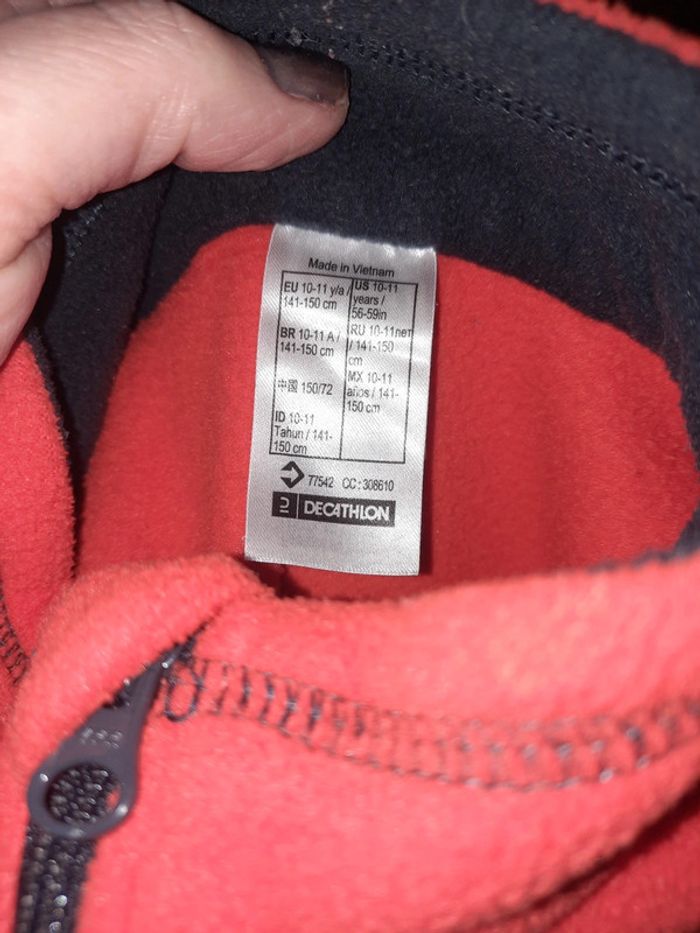 Made in Vietnam
EU 10-11 y/a /
141-150 cm
BR 10-11 A /
141-150 cm
中国 150/72
ID 10-11
Tahun / 141-
150 cm
US 10-11
years /
56-59in
RU 10-11лет
/ 141-150
cm
MX 10-11
años / 141-
150 cm
77542 CC : 308610
DECATHLON